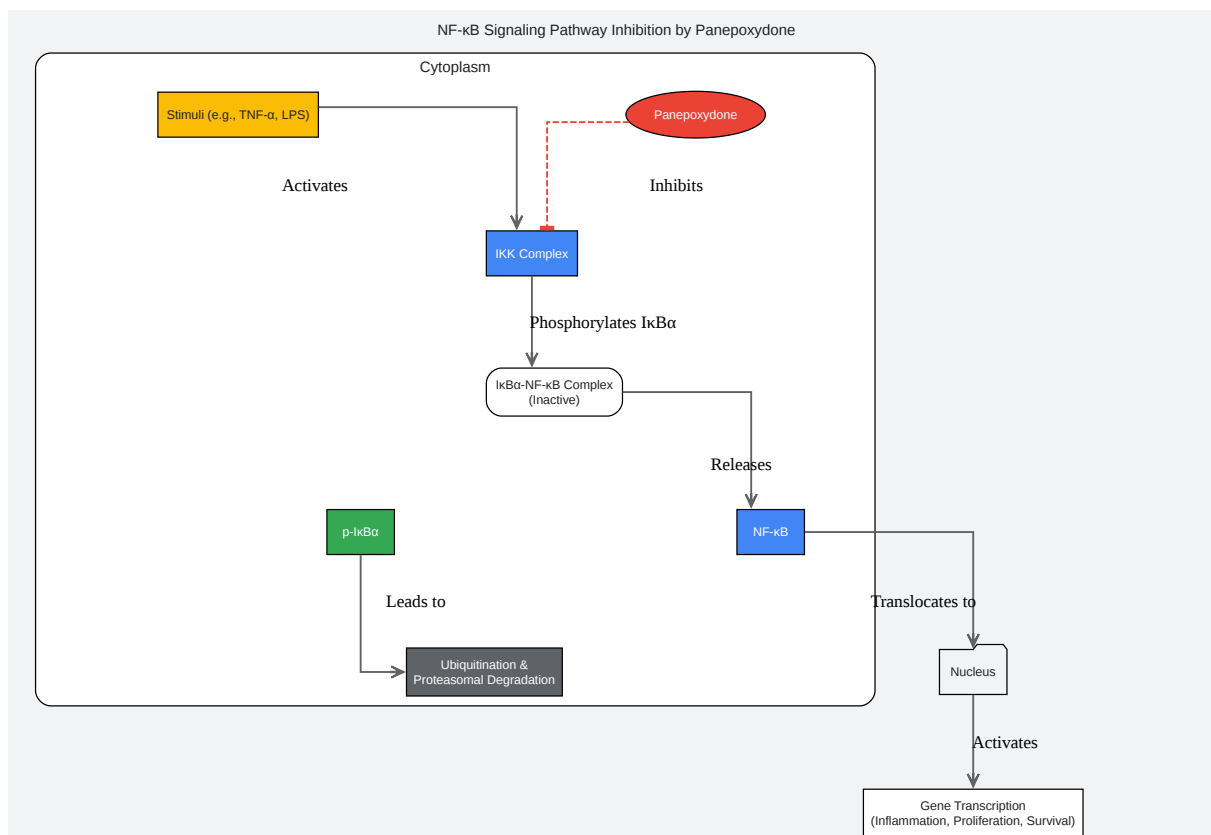 NF-κB Signaling Pathway Inhibition by Panepoxydone
Cytoplasm
Stimuli (e.g., TNF-α, LPS)
Panepoxydone
Activates
Inhibits
IKK Complex
Phosphorylates IκBα
IκBα-NF-κB Complex
(Inactive)
Releases
p-IκBα
NF-κB
Leads to
Translocates to
Ubiquitination &
Proteasomal Degradation
Nucleus
Activates
Gene Transcription
(Inflammation, Proliferation, Survival)